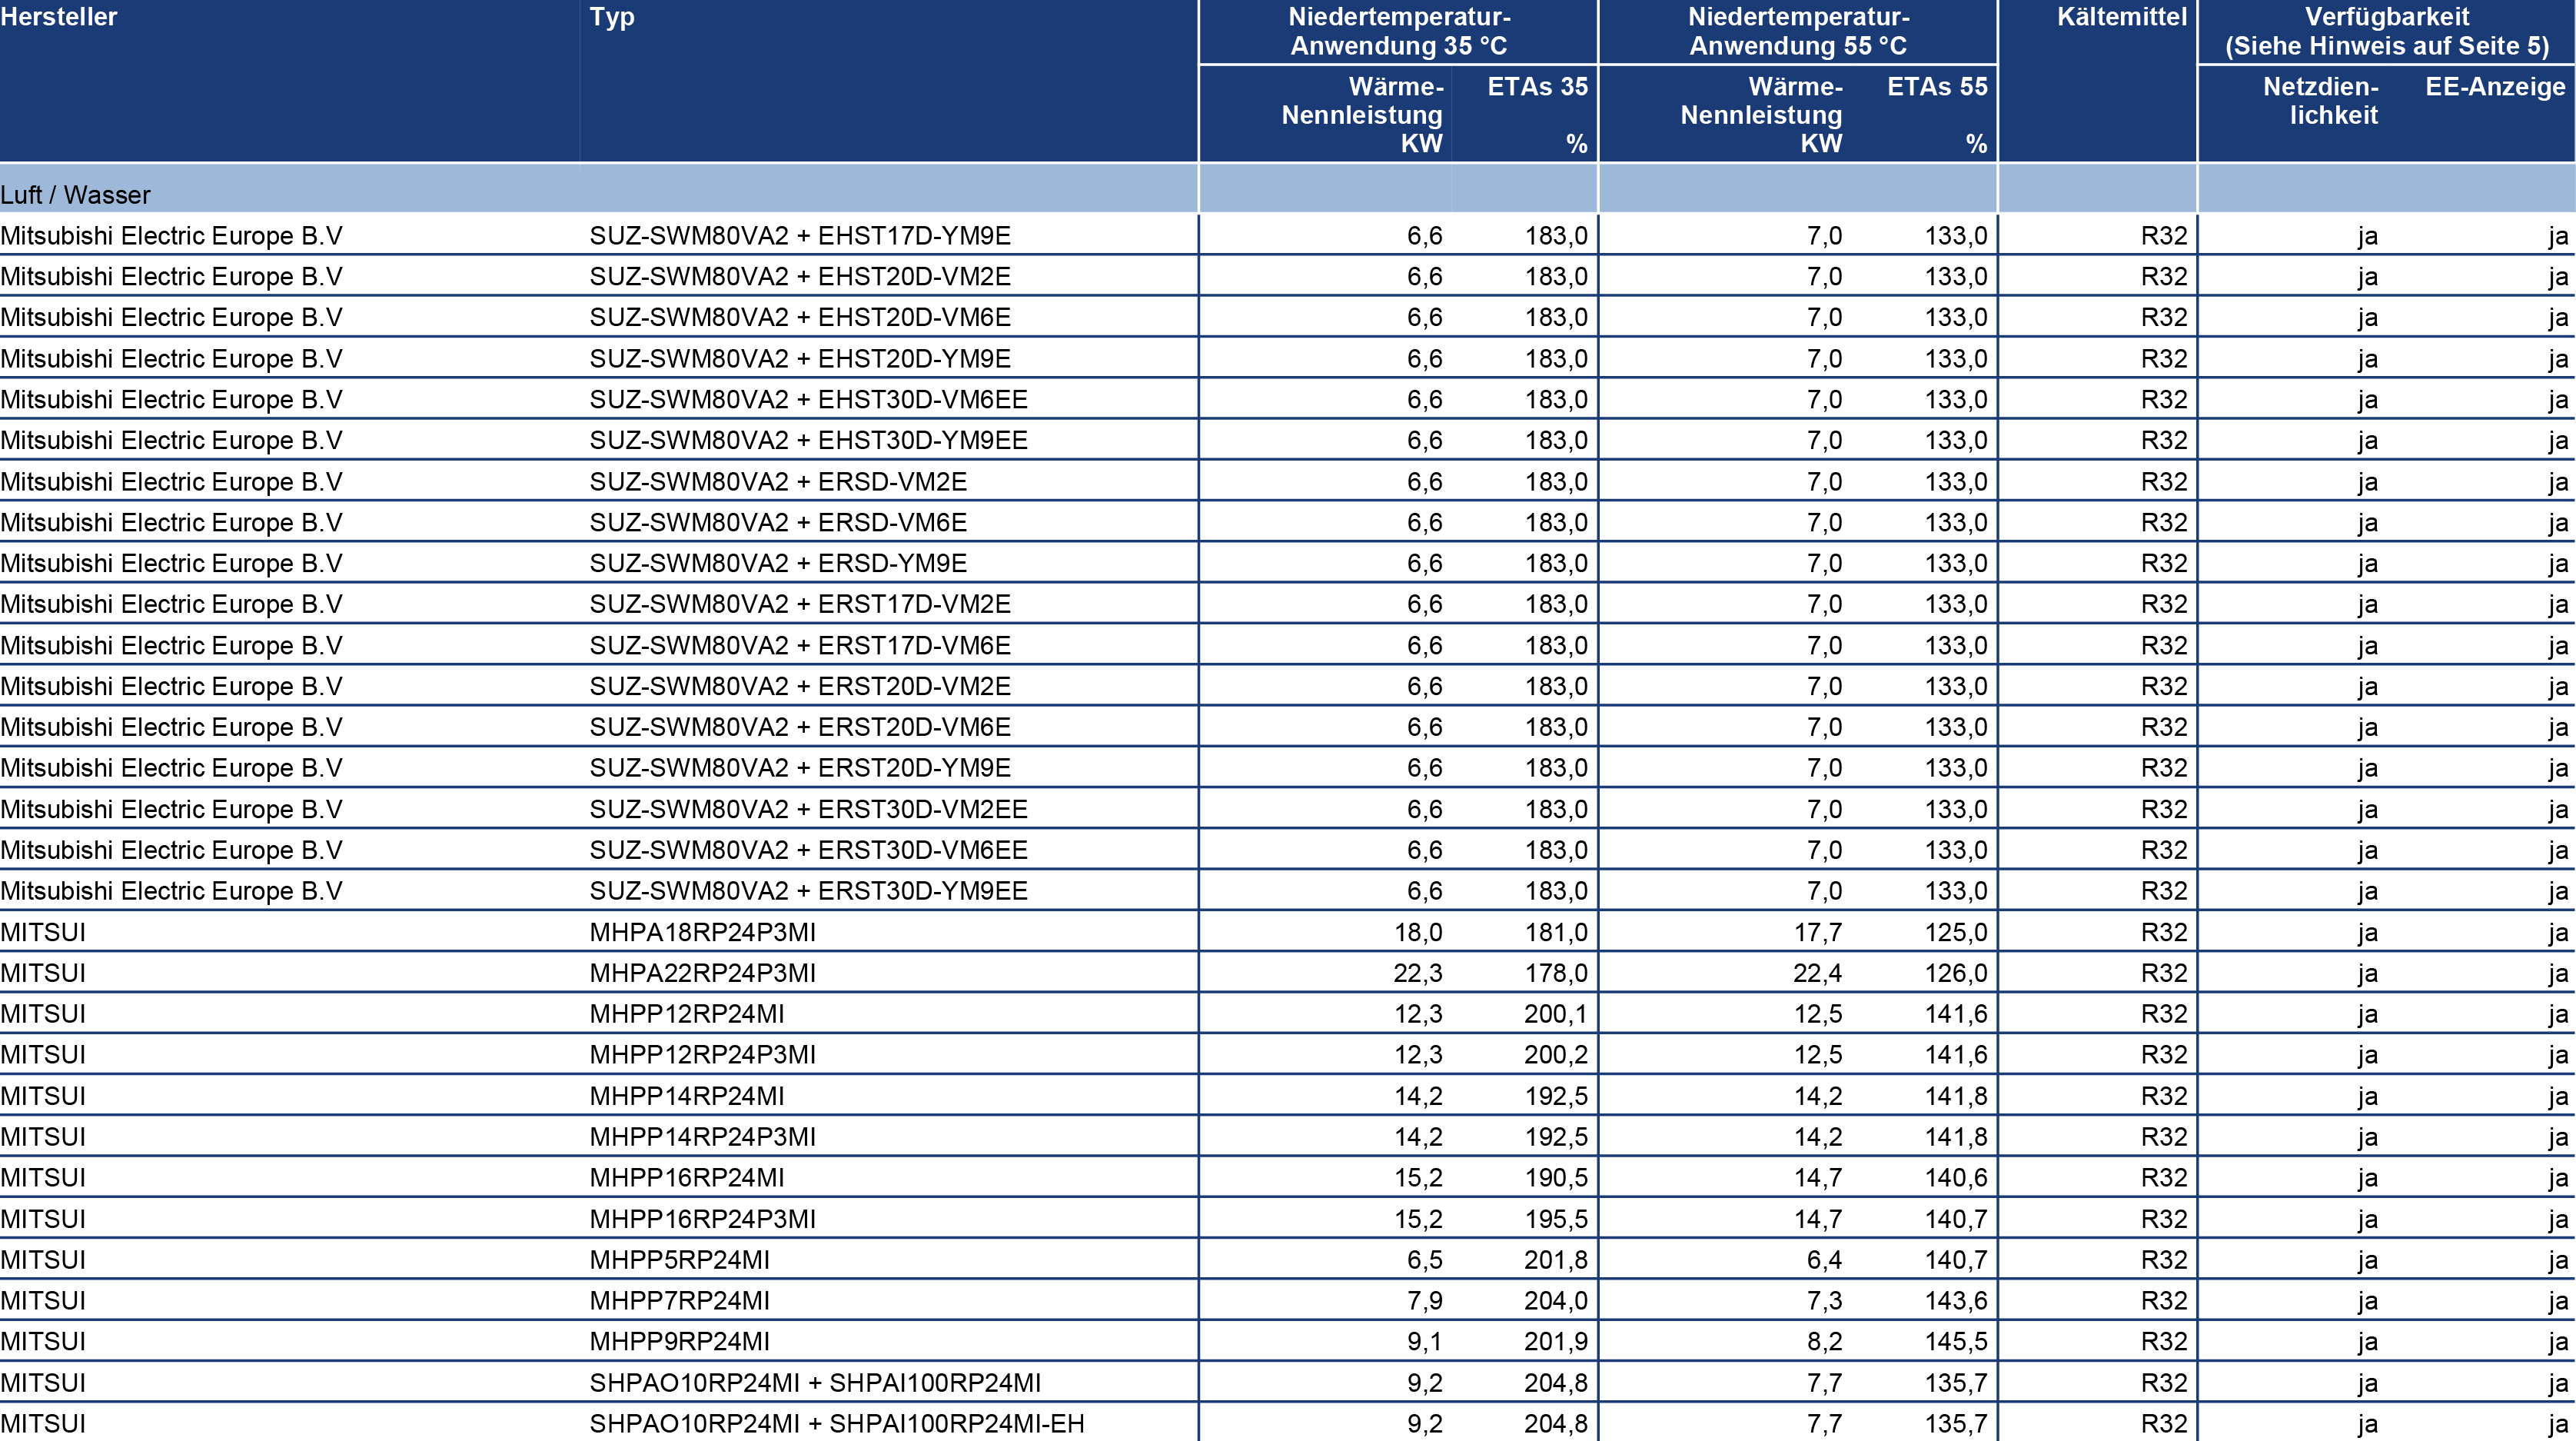 Hersteller Typ Niedertemperatur-Anwendung 35 °C Niedertemperatur-Anwendung 55 °C Kältemittel Verfügbarkeit (Siehe Hinweis auf Seite 5)
Wärme-Nennleistung KW ETAs 35 % Wärme-Nennleistung KW ETAs 55 % Netzdien-lichkeit EE-Anzeige
Luft / Wasser
Mitsubishi Electric Europe B.V SUZ-SWM80VA2 + EHST17D-YM9E 6,6 183,0 7,0 133,0 R32 ja ja
Mitsubishi Electric Europe B.V SUZ-SWM80VA2 + EHST20D-VM2E 6,6 183,0 7,0 133,0 R32 ja ja
Mitsubishi Electric Europe B.V SUZ-SWM80VA2 + EHST20D-VM6E 6,6 183,0 7,0 133,0 R32 ja ja
Mitsubishi Electric Europe B.V SUZ-SWM80VA2 + EHST20D-YM9E 6,6 183,0 7,0 133,0 R32 ja ja
Mitsubishi Electric Europe B.V SUZ-SWM80VA2 + EHST30D-VM6EE 6,6 183,0 7,0 133,0 R32 ja ja
Mitsubishi Electric Europe B.V SUZ-SWM80VA2 + EHST30D-YM9EE 6,6 183,0 7,0 133,0 R32 ja ja
Mitsubishi Electric Europe B.V SUZ-SWM80VA2 + ERSD-VM2E 6,6 183,0 7,0 133,0 R32 ja ja
Mitsubishi Electric Europe B.V SUZ-SWM80VA2 + ERSD-VM6E 6,6 183,0 7,0 133,0 R32 ja ja
Mitsubishi Electric Europe B.V SUZ-SWM80VA2 + ERSD-YM9E 6,6 183,0 7,0 133,0 R32 ja ja
Mitsubishi Electric Europe B.V SUZ-SWM80VA2 + ERST17D-VM2E 6,6 183,0 7,0 133,0 R32 ja ja
Mitsubishi Electric Europe B.V SUZ-SWM80VA2 + ERST17D-VM6E 6,6 183,0 7,0 133,0 R32 ja ja
Mitsubishi Electric Europe B.V SUZ-SWM80VA2 + ERST20D-VM2E 6,6 183,0 7,0 133,0 R32 ja ja
Mitsubishi Electric Europe B.V SUZ-SWM80VA2 + ERST20D-VM6E 6,6 183,0 7,0 133,0 R32 ja ja
Mitsubishi Electric Europe B.V SUZ-SWM80VA2 + ERST20D-YM9E 6,6 183,0 7,0 133,0 R32 ja ja
Mitsubishi Electric Europe B.V SUZ-SWM80VA2 + ERST30D-VM2EE 6,6 183,0 7,0 133,0 R32 ja ja
Mitsubishi Electric Europe B.V SUZ-SWM80VA2 + ERST30D-VM6EE 6,6 183,0 7,0 133,0 R32 ja ja
Mitsubishi Electric Europe B.V SUZ-SWM80VA2 + ERST30D-YM9EE 6,6 183,0 7,0 133,0 R32 ja ja
MITSUI MHPA18RP24P3MI 18,0 181,0 17,7 125,0 R32 ja ja
MITSUI MHPA22RP24P3MI 22,3 178,0 22,4 126,0 R32 ja ja
MITSUI MHPP12RP24MI 12,3 200,1 12,5 141,6 R32 ja ja
MITSUI MHPP12RP24P3MI 12,3 200,2 12,5 141,6 R32 ja ja
MITSUI MHPP14RP24MI 14,2 192,5 14,2 141,8 R32 ja ja
MITSUI MHPP14RP24P3MI 14,2 192,5 14,2 141,8 R32 ja ja
MITSUI MHPP16RP24MI 15,2 190,5 14,7 140,6 R32 ja ja
MITSUI MHPP16RP24P3MI 15,2 195,5 14,7 140,7 R32 ja ja
MITSUI MHPP5RP24MI 6,5 201,8 6,4 140,7 R32 ja ja
MITSUI MHPP7RP24MI 7,9 204,0 7,3 143,6 R32 ja ja
MITSUI MHPP9RP24MI 9,1 201,9 8,2 145,5 R32 ja ja
MITSUI SHPAO10RP24MI + SHPAI100RP24MI 9,2 204,8 7,7 135,7 R32 ja ja
MITSUI SHPAO10RP24MI + SHPAI100RP24MI-EH 9,2 204,8 7,7 135,7 R32 ja ja